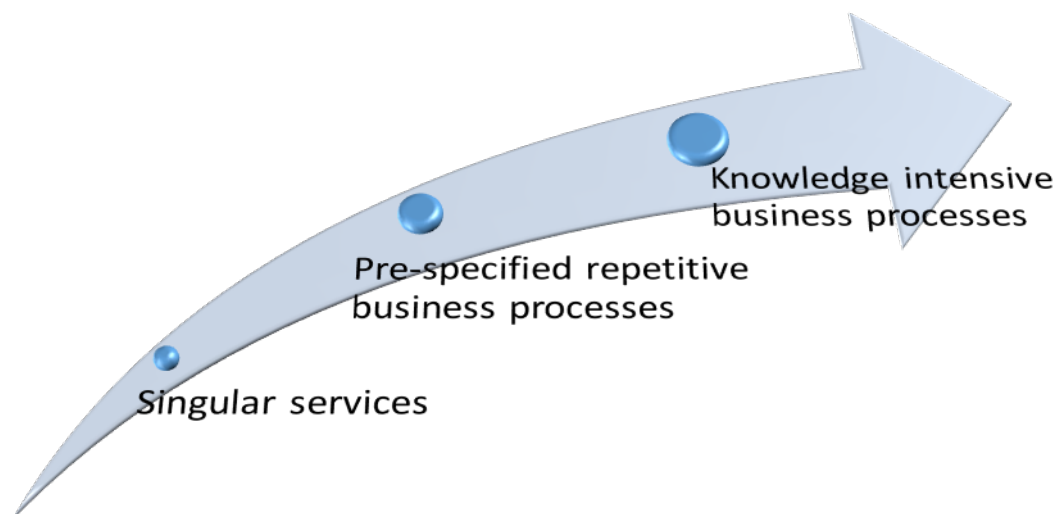 Knowledge intensive
business processes
Pre-specified repetitive
business processes
Singular services